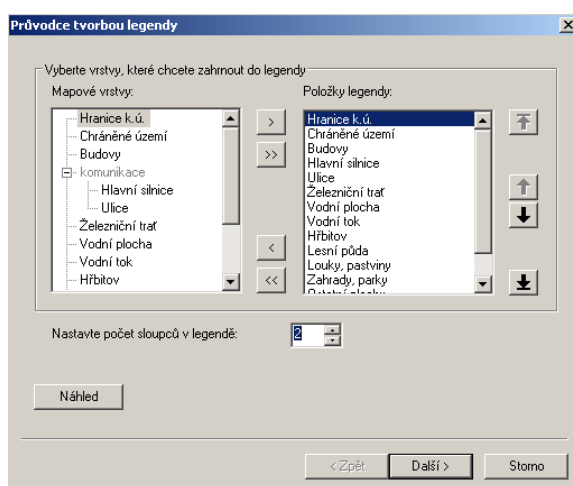 Průvodce tvorbou legendy
Vyberte vrstvy, které chcete zahrnout do legendy
Mapové vrstvy:
Hranice k.ú.
Chráněné území
Budovy
komunikace
Hlavní silnice
Ulice
Železniční trať
Vodní plocha
Vodní tok
Hřbitov
>
>>
<
<<
Položky legendy:
Hranice k.ú.
Chráněné území
Budovy
Hlavní silnice
Ulice
Železniční trať
Vodní plocha
Vodní tok
Hřbitov
Lesní půda
Louky, pastviny
Zahrady, parky
Ostatní plochy
Nastavte počet sloupců v legendě:
2
Náhled
< Zpět
Další >
Storno